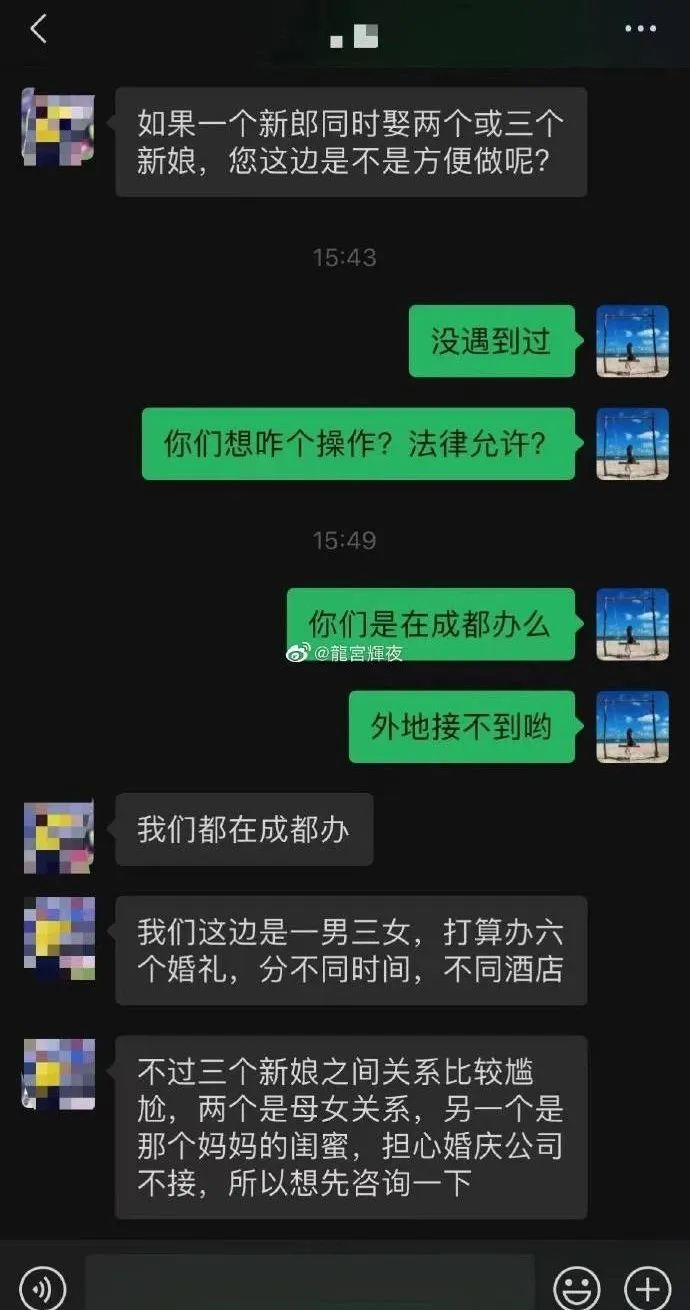 如果一个新郎同时娶两个或三个
新娘，您这边是不是方便做呢？
15:43
没遇到过
你们想咋个操作？法律允许？
15:49
你们是在成都办么
@龍宮輝夜
外地接不到哟
我们都在成都办
我们这边是一男三女，打算办六
个婚礼，分不同时间，不同酒店
不过三个新娘之间关系比较尴
尬，两个是母女关系，另一个是
那个妈妈的闺蜜，担心婚庆公司
不接，所以想先咨询一下